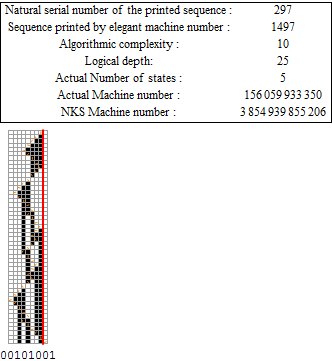 Natural serial number of the printed sequence : 297
Sequence printed by elegant machine number : 1497
Algorithmic complexity : 10
Logical depth: 25
Actual Number of states : 5
Actual Machine number : 156 059 933 350
NKS Machine number : 3 854 939 855 206
00101001